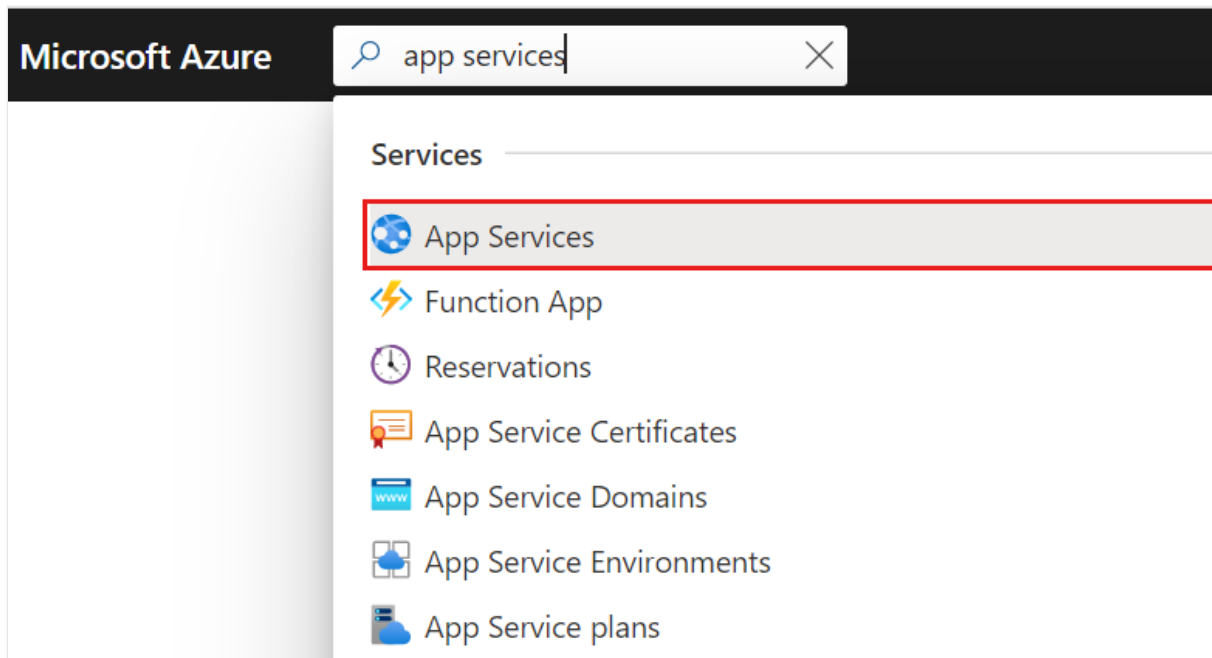 Microsoft Azure
app services
Services
App Services
Function App
Reservations
App Service Certificates
www
App Service Domains
App Service Environments
App Service plans